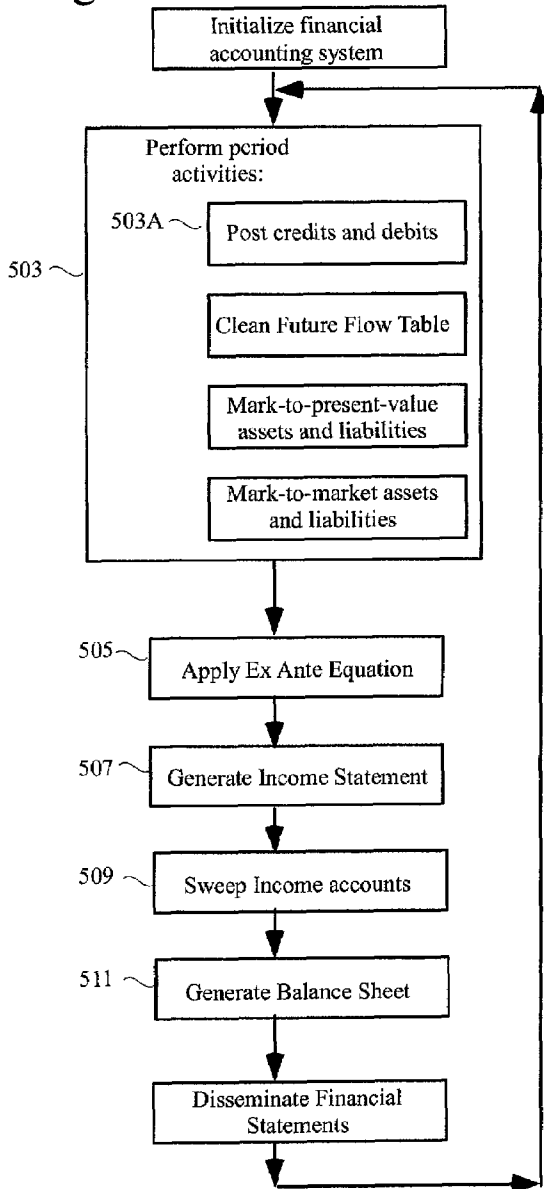 Initialize financial
accounting system
Perform period
activities:
503A
Post credits and debits
503
Clean Future Flow Table
Mark-to-present-value
assets and liabilities
Mark-to-market assets
and liabilities
505
Apply Ex Ante Equation
507
Generate Income Statement
509
Sweep Income accounts
511
Generate Balance Sheet
Disseminate Financial
Statements